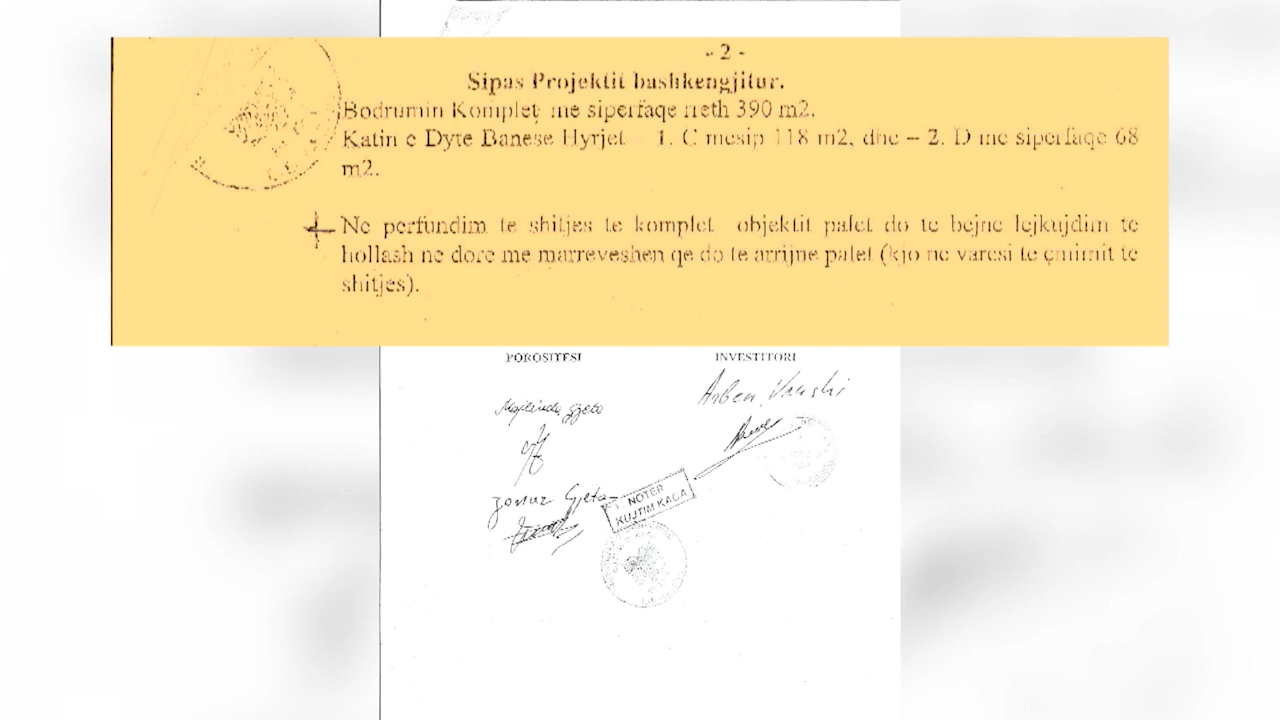 - 2 -
Sipas Projektit bashkengjitur.
- Bodrumin Komplet me siperfaqe rreth 390 m2.
Katin e Dyte Banese Hyrjet – 1. C mesip 118 m2, dhe – 2. D me siperfaqe 68
m2.
Ne perfundim te shitjes te komplet objektit palet do te bejne lejkujdim te
hollash ne dore me marreveshen qe do te arrijne palet (kjo ne varesi te çmimit te
shitjes).
POROSITESI INVESTITORI
Majlinda gjeta Arben
Gjeta
NOTER
KUJTIM KACA